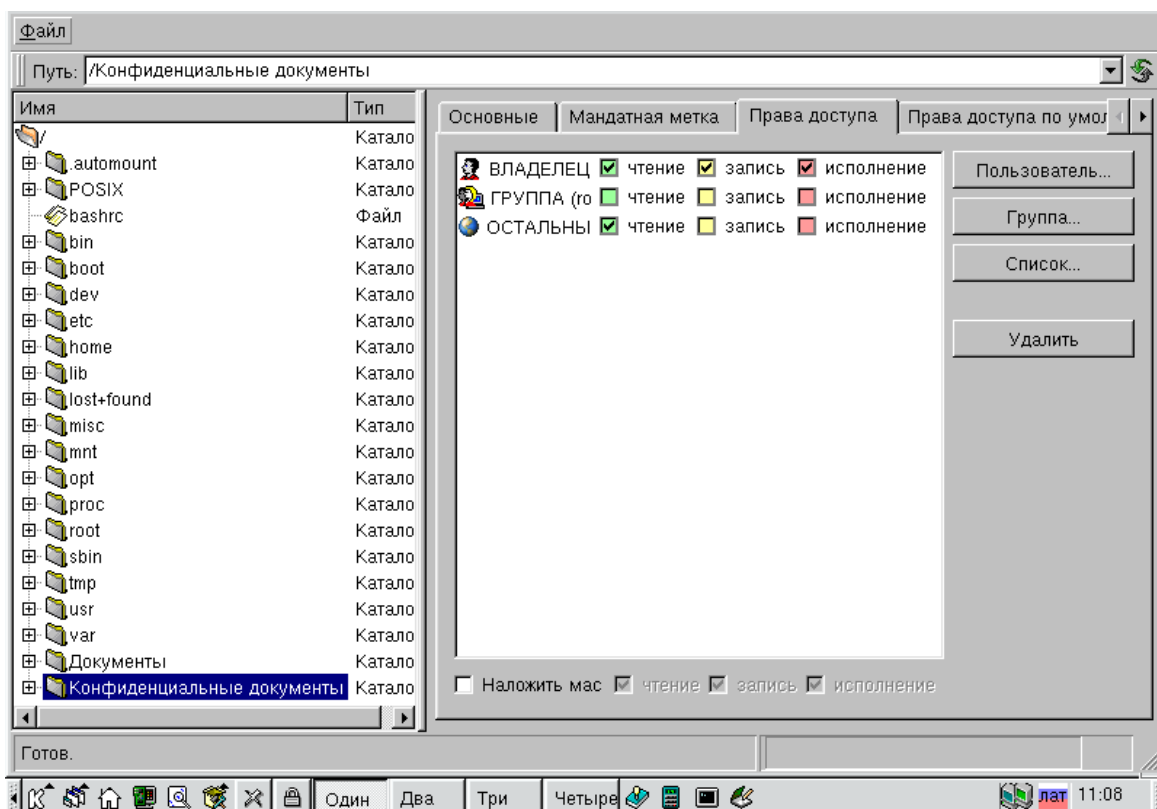 Файл
Путь: /Конфиденциальные документы
Имя Тип
/ Катало
.automount Катало
POSIX Катало
bashrc Файл
bin Катало
boot Катало
dev Катало
etc Катало
home Катало
lib Катало
lost+found Катало
misc Катало
mnt Катало
opt Катало
proc Катало
root Катало
sbin Катало
tmp Катало
usr Катало
var Катало
Документы Катало
Конфиденциальные документы Катало
Основные Мандатная метка Права доступа Права доступа по умол
ВЛАДЕЛЕЦ чтение запись исполнение
ГРУППА (ro чтение запись исполнение
ОСТАЛЬНЫ чтение запись исполнение
Пользователь...
Группа...
Список...
Удалить
Наложить мас чтение запись исполнение
Готов.
Один Два Три Четыре лат 11:08